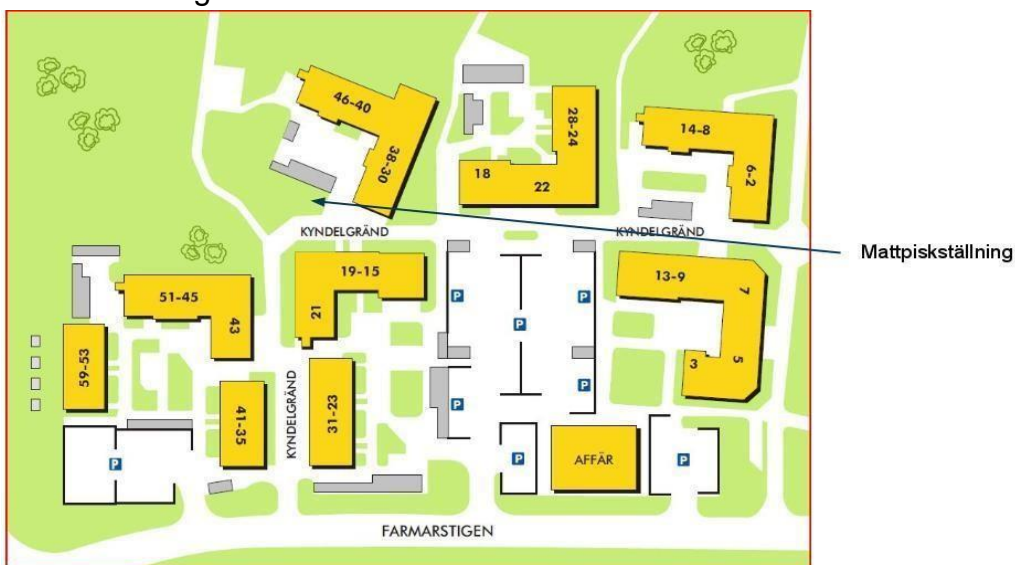 46-40
38-30
28-24
18
22
14-8
6-2
KYNDELGRÄND
KYNDELGRÄND
Mattpiskställning
19-15
21
13-9
7
5
3
51-45
43
59-53
P
P
P
P
P
41-35
KYNDELGRÄND
31-23
P
P
AFFÄR
P
FARMARSTIGEN